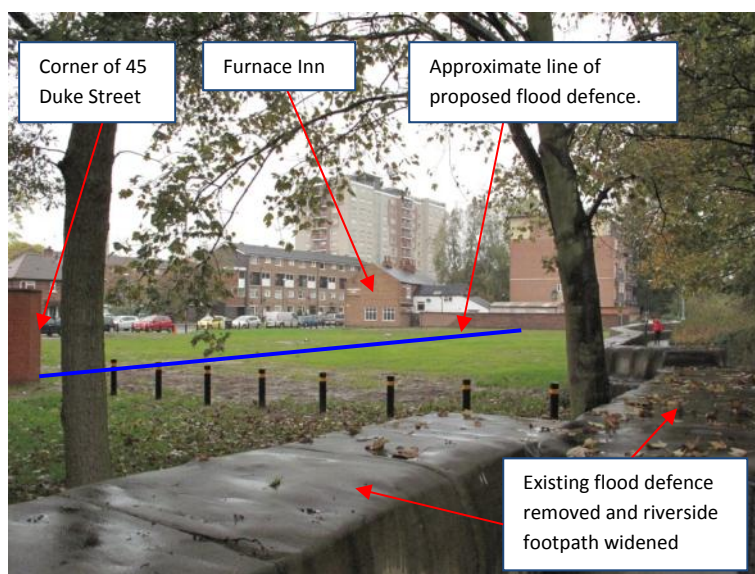 Corner of 45
Duke Street
Furnace Inn
Approximate line of
proposed flood defence.
Existing flood defence
removed and riverside
footpath widened